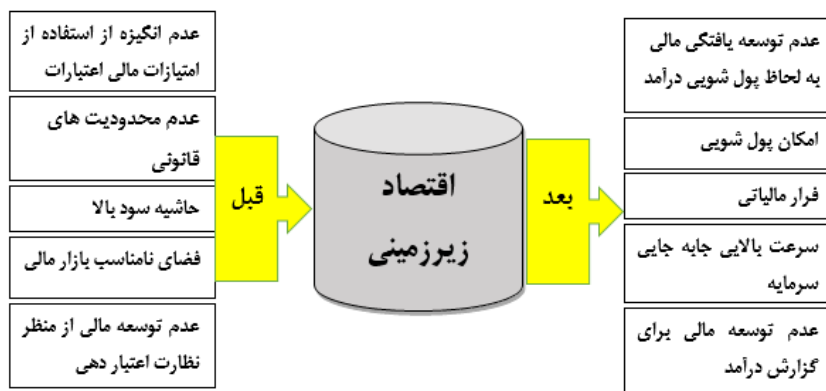 عدم انگیزه از استفاده از
امتیازات مالی اعتبارات
عدم محدودیت های
قانونی
حاشیه سود بالا
فضای نامناسب بازار مالی
عدم توسعه مالی از منظر
نظارت اعتبار دهی
قبل
اقتصاد
زیرزمینی
بعد
عدم توسعه یافتگی مالی
به لحاظ پول شویی درآمد
امکان پول شویی
فرار مالیاتی
سرعت بالایی جابه جایی
سرمایه
عدم توسعه مالی برای
گزارش درآمد